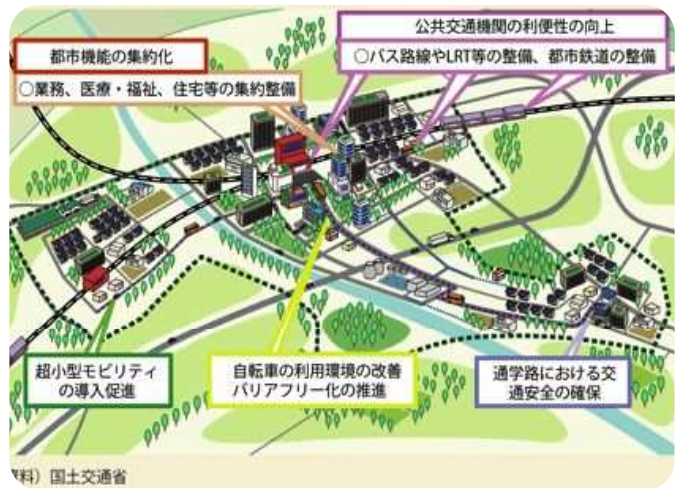 公共交通機関の利便性の向上
○バス路線やLRT等の整備、都市鉄道の整備
都市機能の集約化
○業務、医療・福祉、住宅等の集約整備
超小型モビリティ
の導入促進
自転車の利用環境の改善
バリアフリー化の推進
通学路における交
通安全の確保
料）国土交通省